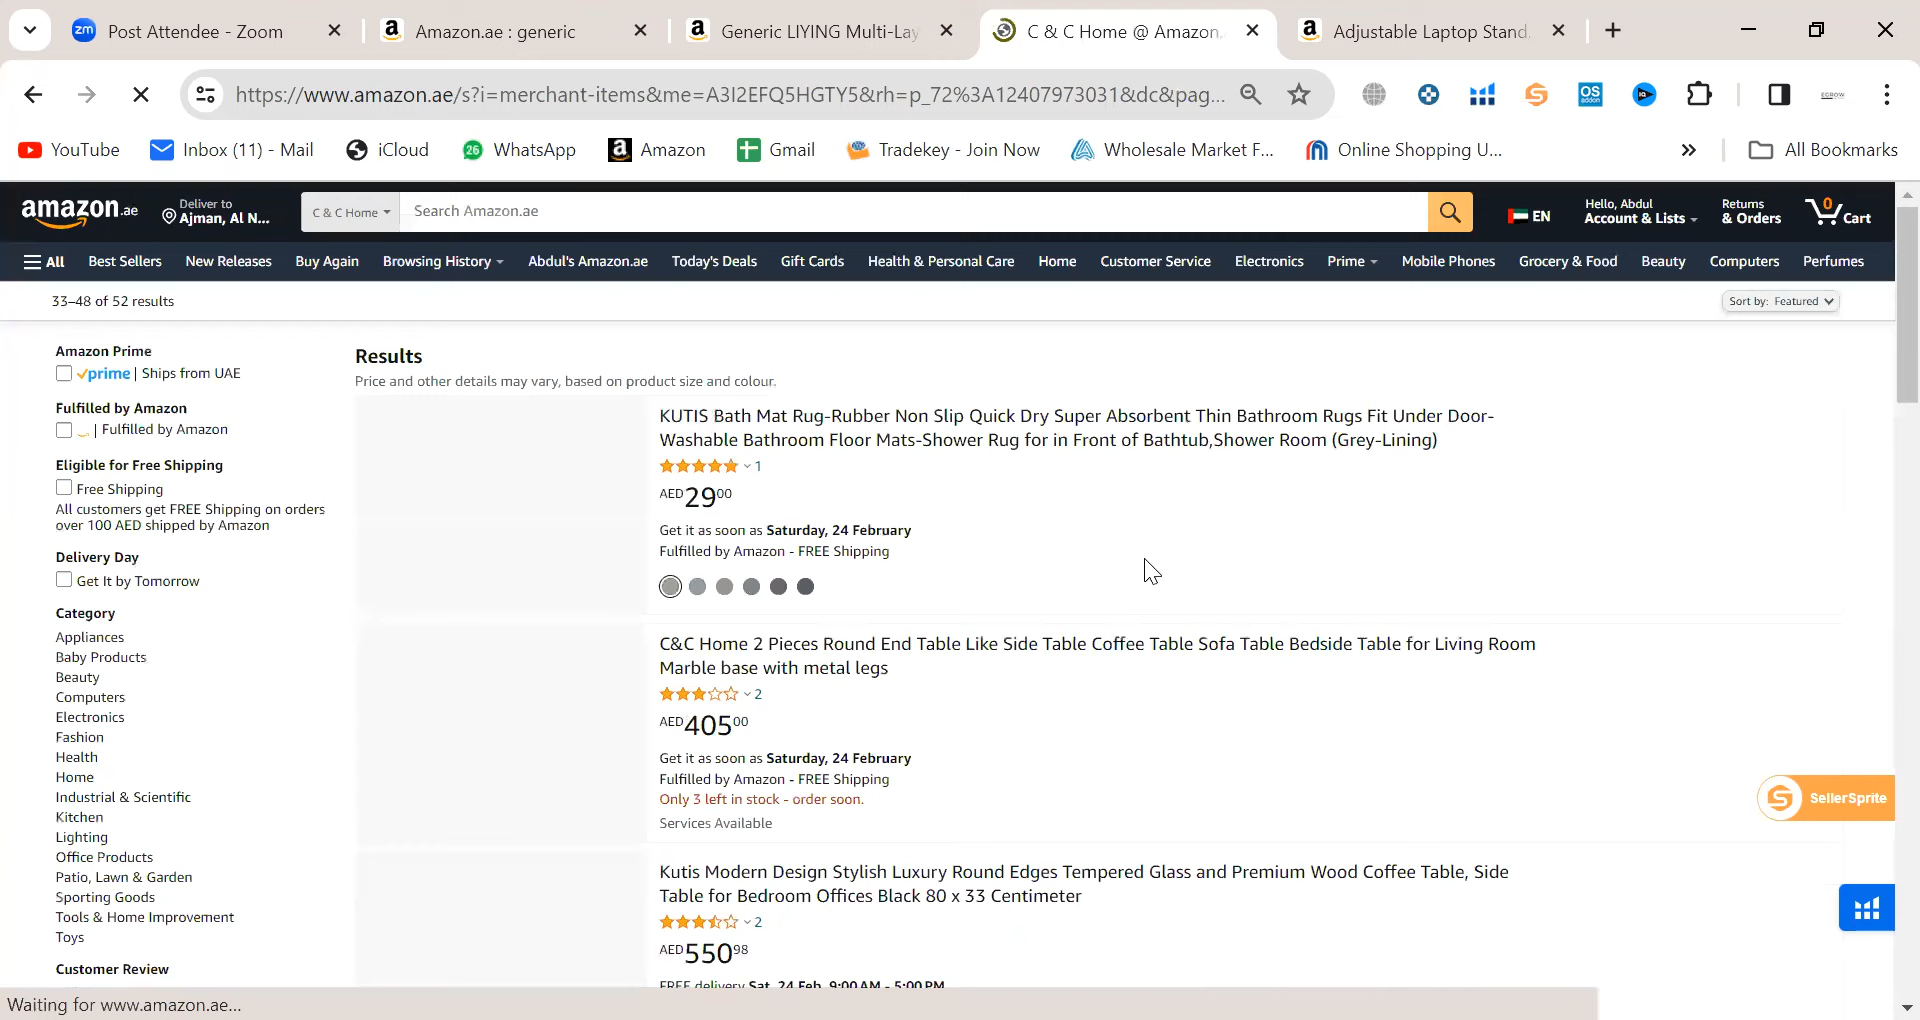 zm Post Attendee - Zoom
Amazon.ae : generic
Generic LIYING Multi-Lay
C & C Home @ Amazon.
Adjustable Laptop Stand,
https://www.amazon.ae/s?i=merchant-items&me=A3I2EFQ5HGTY5&rh=p_72%3A12407973031&dc&pag...
YouTube
Inbox (11) - Mail
iCloud
26 WhatsApp
Amazon
Gmail
Tradekey - Join Now
Wholesale Market F...
Online Shopping U...
All Bookmarks
amazon.ae
Deliver to
Ajman, Al N...
C & C Home
Search Amazon.ae
EN
Hello, Abdul
Account & Lists
Returns
& Orders
0
Cart
All
Best Sellers
New Releases
Buy Again
Browsing History
Abdul's Amazon.ae
Today's Deals
Gift Cards
Health & Personal Care
Home
Customer Service
Electronics
Prime
Mobile Phones
Grocery & Food
Beauty
Computers
Perfumes
33–48 of 52 results
Sort by: Featured
Amazon Prime
prime | Ships from UAE
Fulfilled by Amazon
| Fulfilled by Amazon
Eligible for Free Shipping
Free Shipping
All customers get FREE Shipping on orders
over 100 AED shipped by Amazon
Delivery Day
Get It by Tomorrow
Category
Appliances
Baby Products
Beauty
Computers
Electronics
Fashion
Health
Home
Industrial & Scientific
Kitchen
Lighting
Office Products
Patio, Lawn & Garden
Sporting Goods
Tools & Home Improvement
Toys
Customer Review
Results
Price and other details may vary, based on product size and colour.
KUTIS Bath Mat Rug-Rubber Non Slip Quick Dry Super Absorbent Thin Bathroom Rugs Fit Under Door-
Washable Bathroom Floor Mats-Shower Rug for in Front of Bathtub,Shower Room (Grey-Lining)
1
AED2900
Get it as soon as Saturday, 24 February
Fulfilled by Amazon - FREE Shipping
C&C Home 2 Pieces Round End Table Like Side Table Coffee Table Sofa Table Bedside Table for Living Room
Marble base with metal legs
2
AED40500
Get it as soon as Saturday, 24 February
Fulfilled by Amazon - FREE Shipping
Only 3 left in stock - order soon.
Services Available
Kutis Modern Design Stylish Luxury Round Edges Tempered Glass and Premium Wood Coffee Table, Side
Table for Bedroom Offices Black 80 x 33 Centimeter
2
AED55098
FREE delivery Sat, 24 Feb, 9:00AM - 5:00PM
SellerSprite
Waiting for www.amazon.ae...